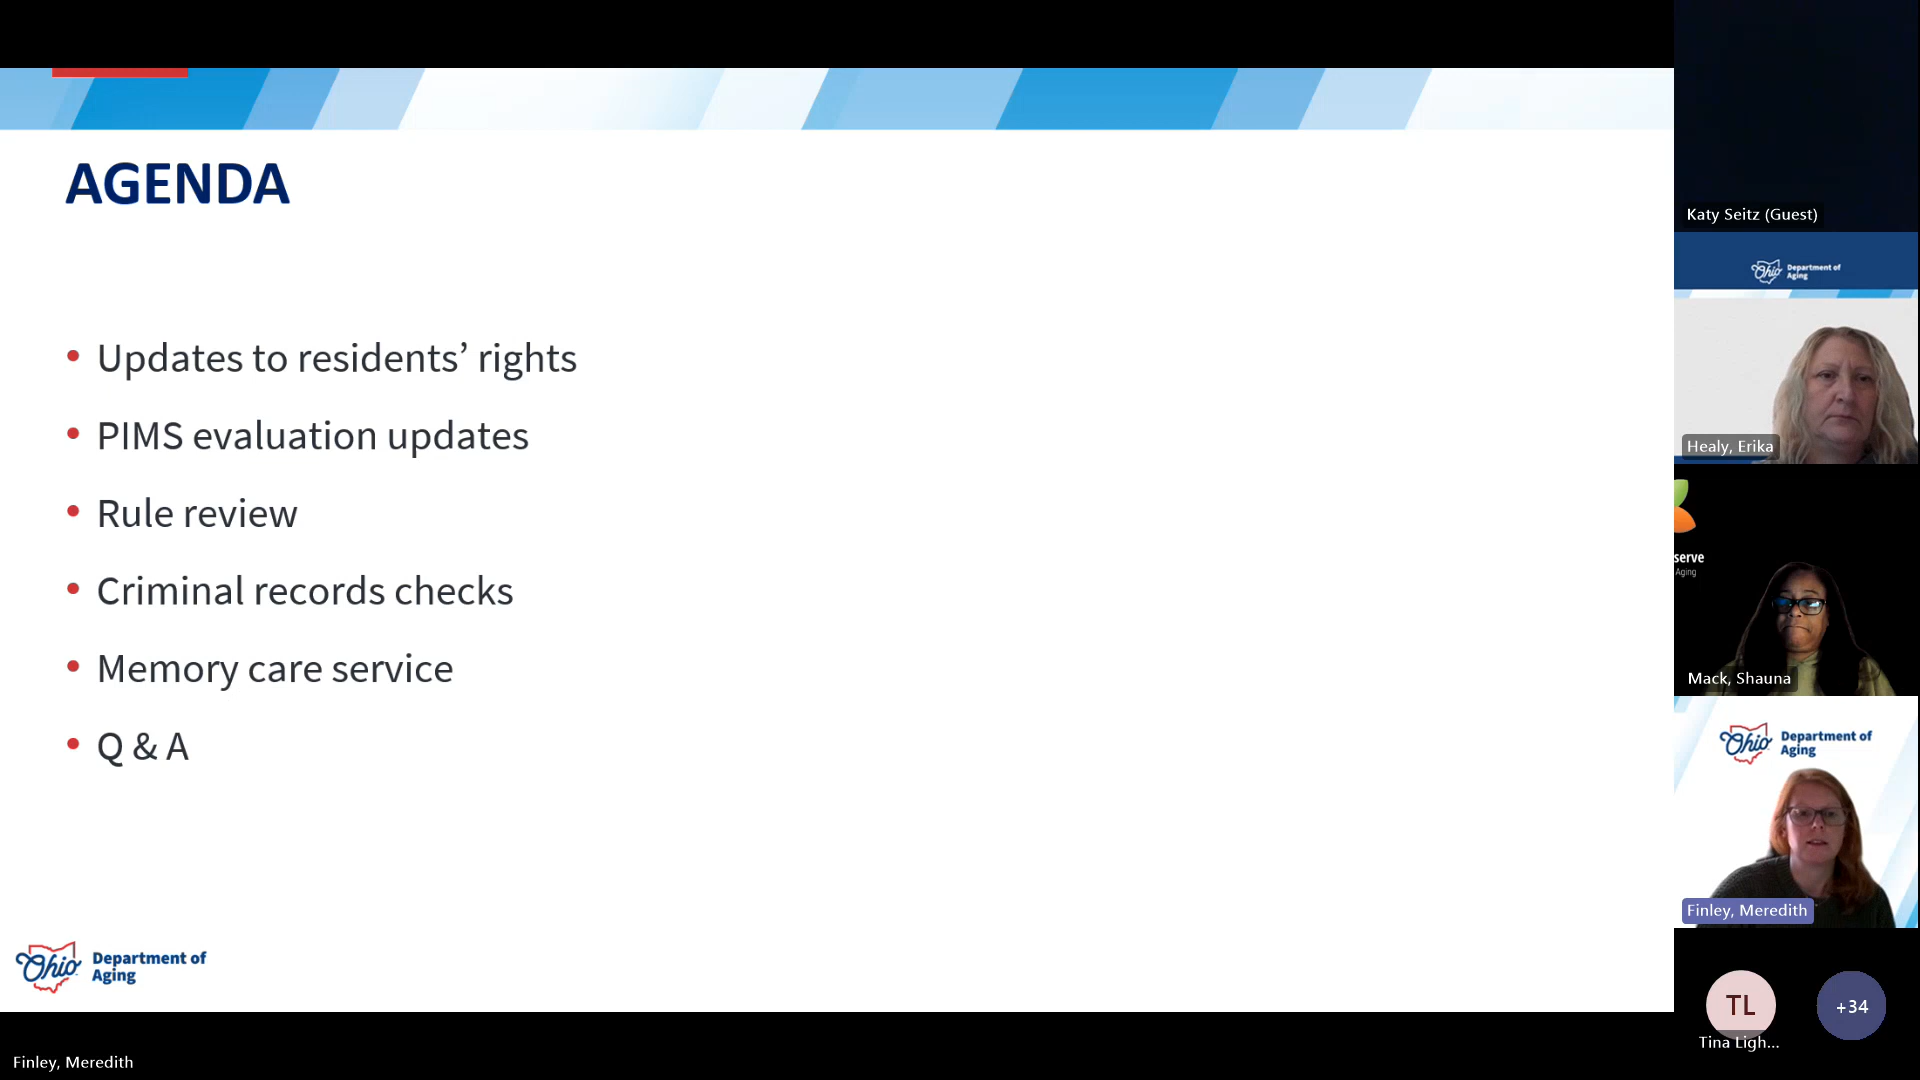 AGENDA
• Updates to residents’ rights
• PIMS evaluation updates
• Rule review
• Criminal records checks
• Memory care service
• Q & A
Ohio Department of
Aging
Finley, Meredith
Katy Seitz (Guest)
Ohio Department of
Aging
Healy, Erika
serve
Aging
Mack, Shauna
Ohio Department of
Aging
Finley, Meredith
TL
+34
Tina Ligh...